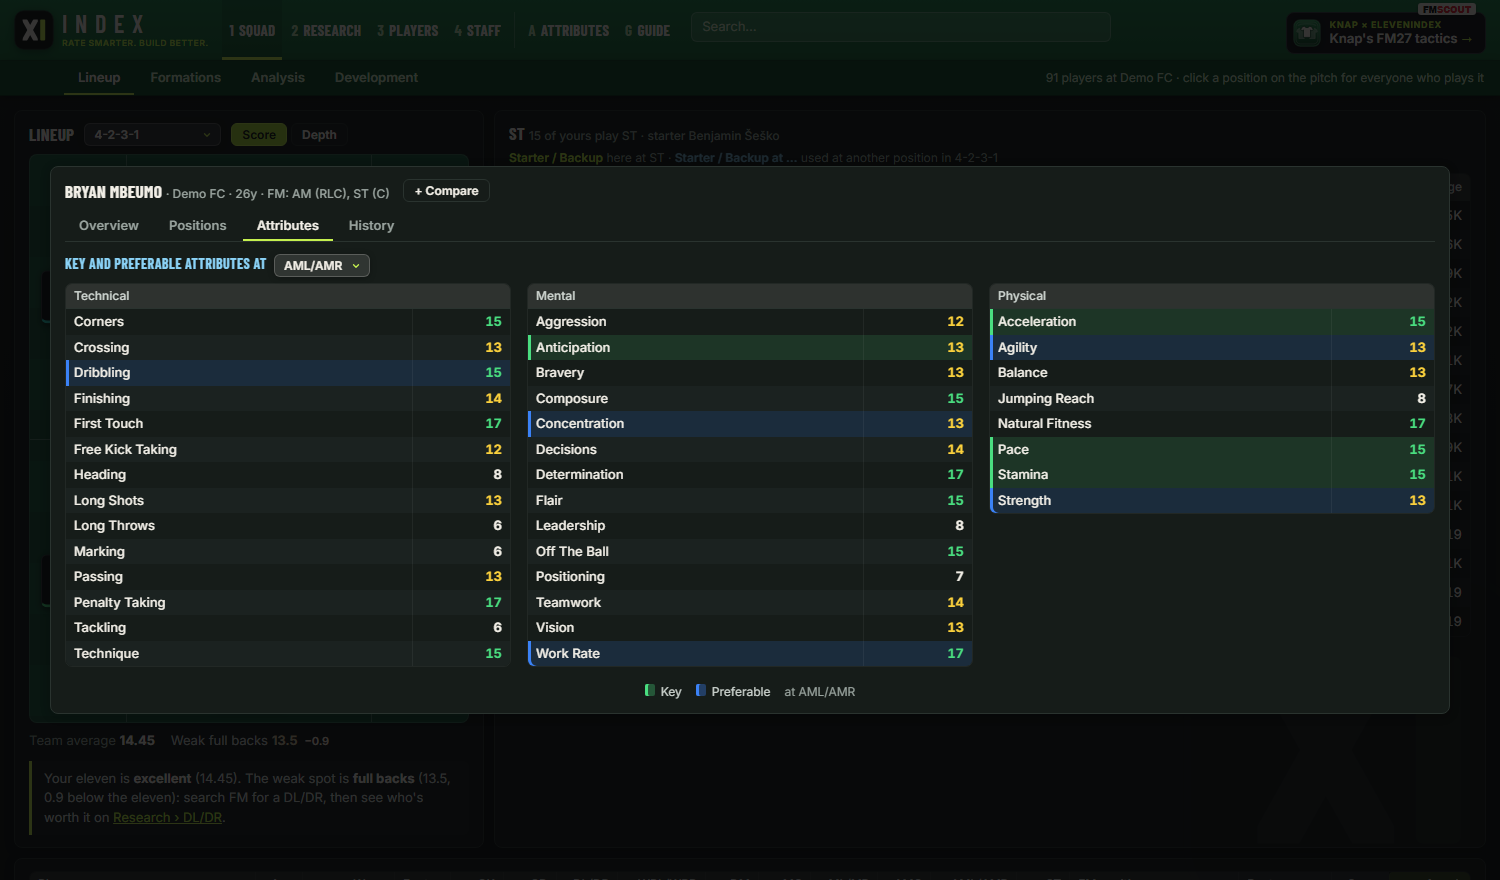 XI INDEX
RATE SMARTER. BUILD BETTER.
1 SQUAD 2 RESEARCH 3 PLAYERS 4 STAFF A ATTRIBUTES G GUIDE
Search...
FMSCOUT
KNAP × ELEVENINDEX
Knap's FM27 tactics →
Lineup Formations Analysis Development
91 players at Demo FC · click a position on the pitch for everyone who plays it
LINEUP 4-2-3-1 Score Depth
ST 15 of yours play ST · starter Benjamin Šeško
Starter / Backup here at ST · Starter / Backup at ... used at another position in 4-2-3-1
BRYAN MBEUMO · Demo FC · 26y · FM: AM (RLC), ST (C) + Compare
Overview Positions Attributes History
KEY AND PREFERABLE ATTRIBUTES AT AML/AMR
Technical
Corners 15
Crossing 13
Dribbling 15
Finishing 14
First Touch 17
Free Kick Taking 12
Heading 8
Long Shots 13
Long Throws 6
Marking 6
Passing 13
Penalty Taking 17
Tackling 6
Technique 15
Mental
Aggression 12
Anticipation 13
Bravery 13
Composure 15
Concentration 13
Decisions 14
Determination 17
Flair 15
Leadership 8
Off The Ball 15
Positioning 7
Teamwork 14
Vision 13
Work Rate 17
Physical
Acceleration 15
Agility 13
Balance 13
Jumping Reach 8
Natural Fitness 17
Pace 15
Stamina 15
Strength 13
Key Preferable at AML/AMR
Team average 14.45 Weak full backs 13.5 −0.9
Your eleven is excellent (14.45). The weak spot is full backs (13.5,
0.9 below the eleven): search FM for a DL/DR, then see who's
worth it on Research › DL/DR.